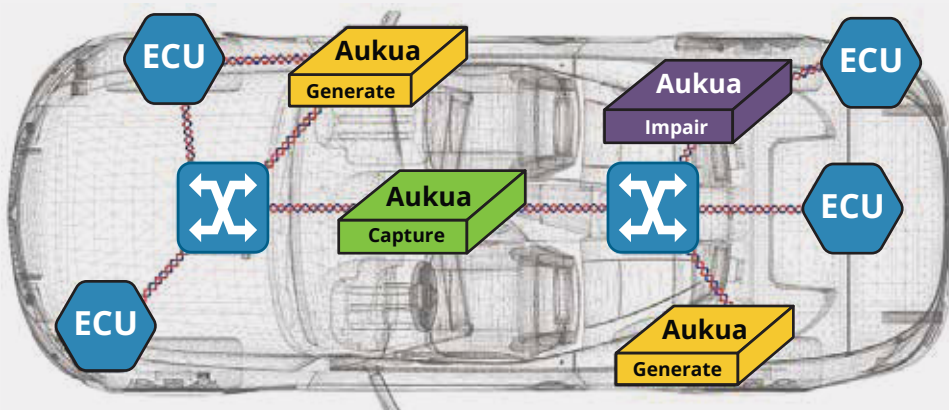 ECU
Aukua
Generate
ECU
Aukua
Impair
Aukua
Capture
ECU
ECU
Aukua
Generate